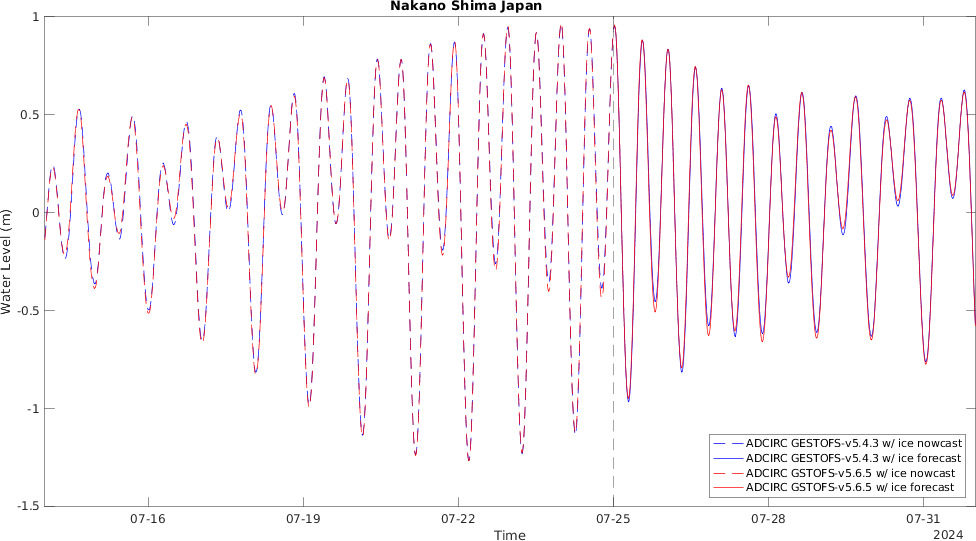 Nakano Shima Japan
1
0.5
0
-0.5
-1
-1.5
Water Level (m)
ADCIRC GESTOFS-v5.4.3 w/ ice nowcast
ADCIRC GESTOFS-v5.4.3 w/ ice forecast
ADCIRC GSTOFS-v5.6.5 w/ ice nowcast
ADCIRC GSTOFS-v5.6.5 w/ ice forecast
07-16 07-19 07-22 07-25 07-28 07-31
Time
2024